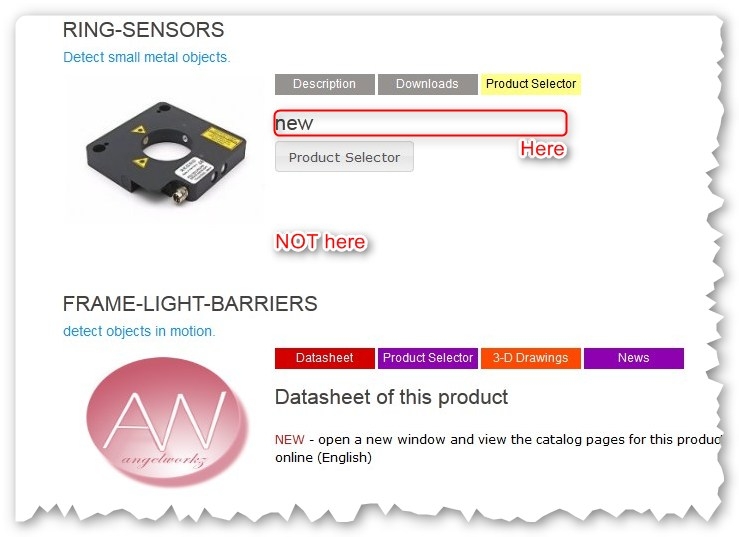 RING-SENSORS
Detect small metal objects.
Description Downloads Product Selector
new
Here
Product Selector
NOT here
FRAME-LIGHT-BARRIERS
detect objects in motion.
Datasheet Product Selector 3-D Drawings News
AW
angelworkz
Datasheet of this product
NEW - open a new window and view the catalog pages for this produc
online (English)